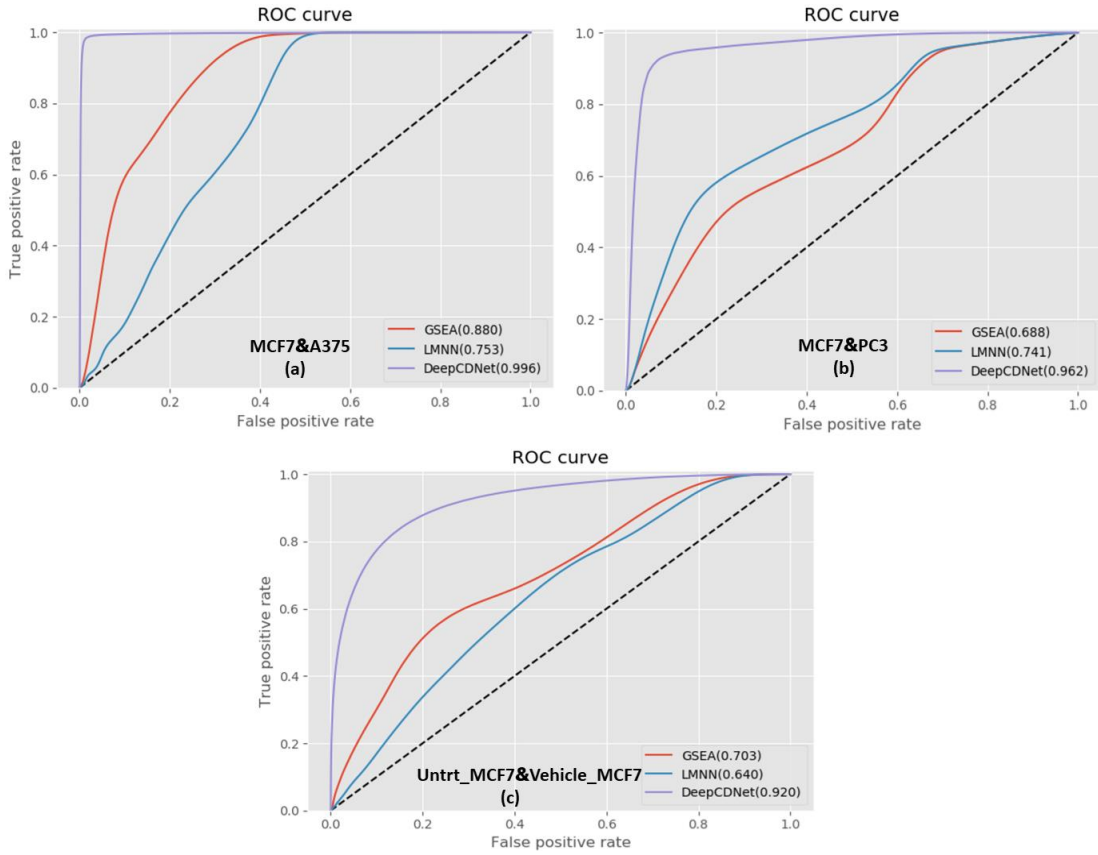 ROC curve
1.0
0.8
0.6
0.4
0.2
0.0
True positive rate
GSEA(0.880)
LMNN(0.753)
DeepCDNet(0.996)
MCF7&A375
(a)
0.0 0.2 0.4 0.6 0.8 1.0
False positive rate
ROC curve
1.0
0.8
0.6
0.4
0.2
0.0
GSEA(0.688)
LMNN(0.741)
DeepCDNet(0.962)
MCF7&PC3
(b)
0.0 0.2 0.4 0.6 0.8 1.0
False positive rate
ROC curve
1.0
0.8
0.6
0.4
0.2
0.0
True positive rate
GSEA(0.703)
LMNN(0.640)
DeepCDNet(0.920)
Untrt_MCF7&Vehicle_MCF7
(c)
0.0 0.2 0.4 0.6 0.8 1.0
False positive rate